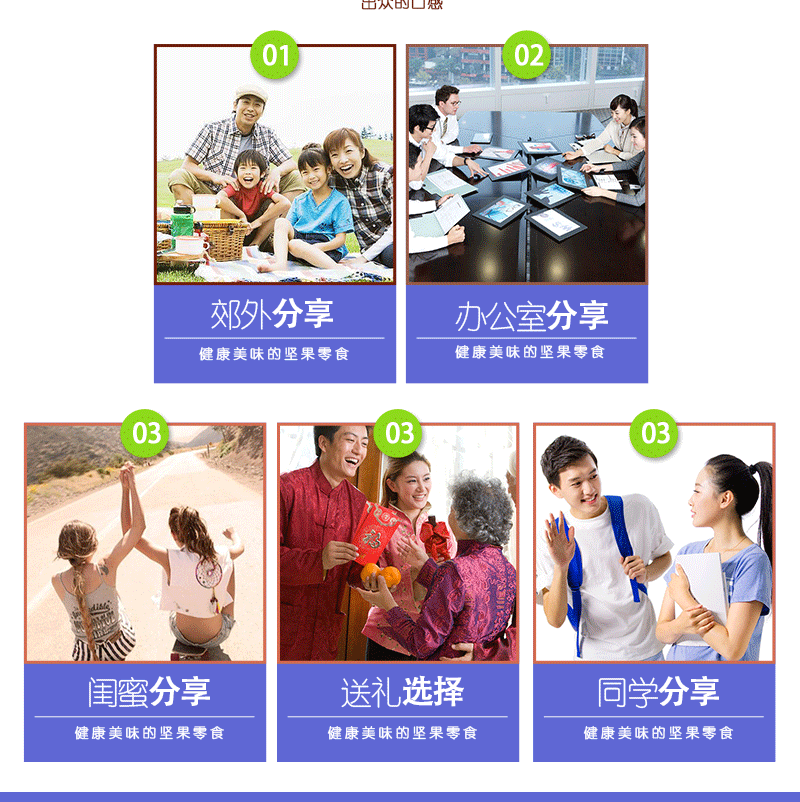 出众的口感
01
02
郊外分享
健康美味的坚果零食
办公室分享
健康美味的坚果零食
03
03
03
闺蜜分享
健康美味的坚果零食
送礼选择
健康美味的坚果零食
同学分享
健康美味的坚果零食